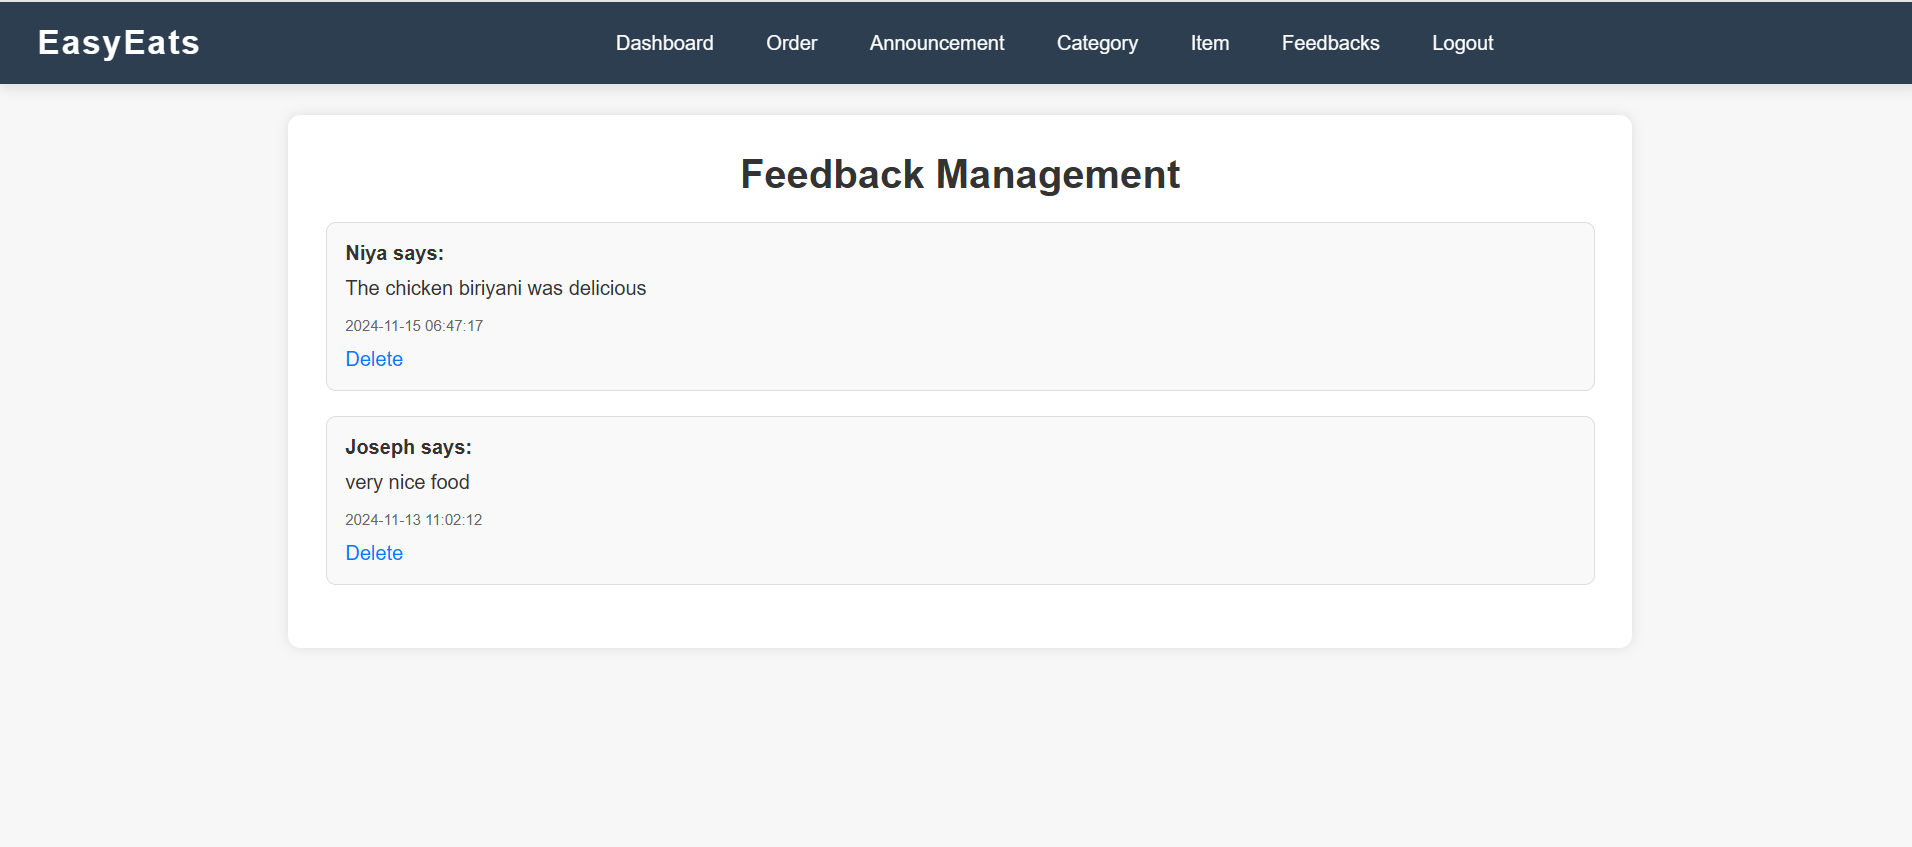 EasyEats
Dashboard Order Announcement Category Item Feedbacks Logout
Feedback Management
Niya says:
The chicken biriyani was delicious
2024-11-15 06:47:17
Delete
Joseph says:
very nice food
2024-11-13 11:02:12
Delete